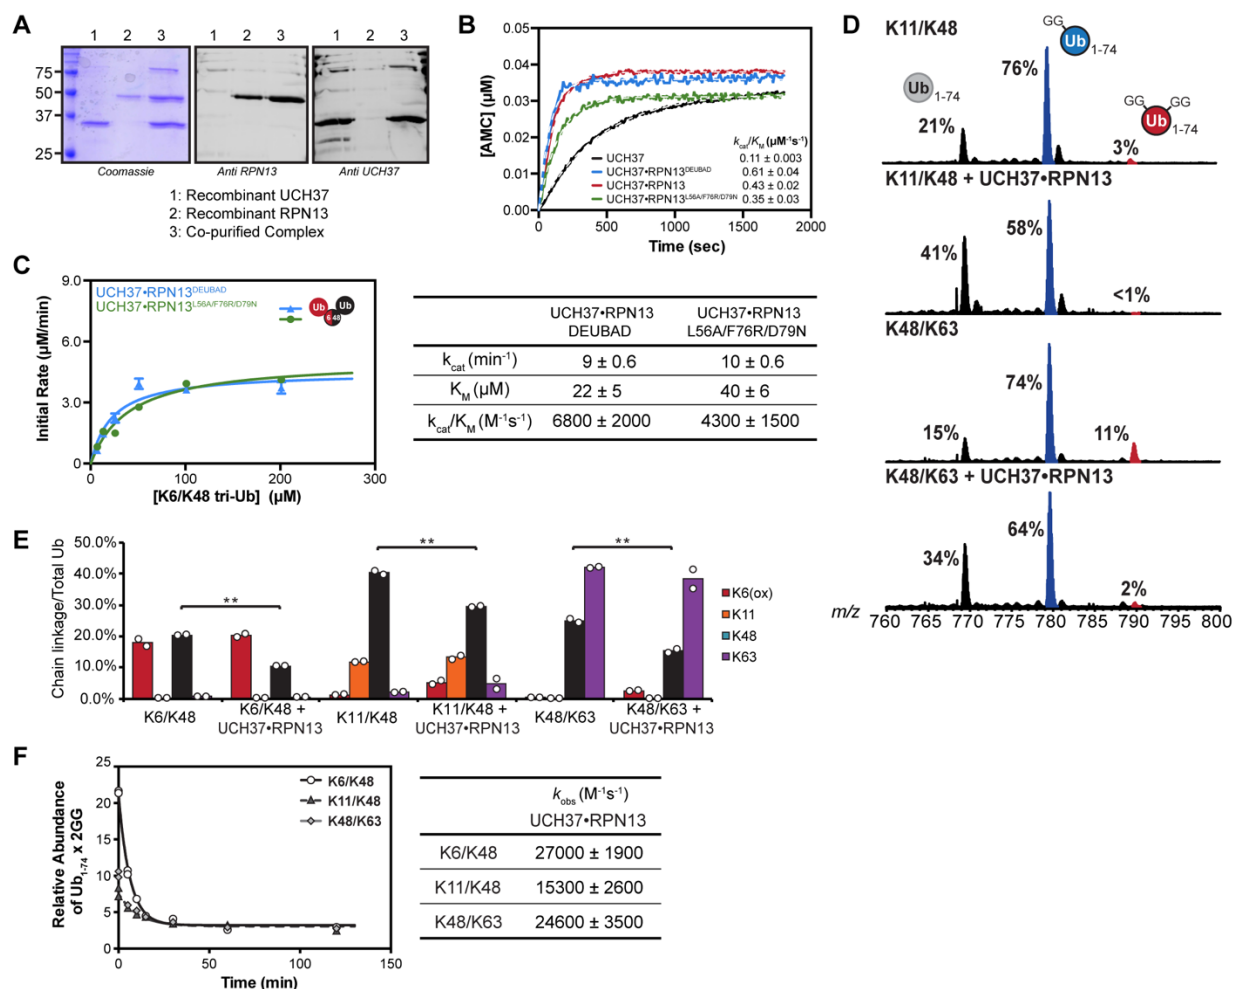 A
1 2 3 1 2 3 1 2 3
75
50
37
25
Coomassie
Anti RPN13
Anti UCH37
1: Recombinant UCH37
2: Recombinant RPN13
3: Co-purified Complex
B
[AMC] (µM)
0.05
0.04
0.03
0.02
0.01
0.00
kcat/KM (µM-1s-1)
UCH37 0.11 ± 0.003
UCH37•RPN13DEUBAD 0.61 ± 0.04
UCH37•RPN13 0.43 ± 0.02
UCH37•RPN13L56A/F76R/D79N 0.35 ± 0.03
0 500 1000 1500 2000
Time (sec)
C
Initial Rate (µM/min)
9.0
6.0
3.0
0
UCH37•RPN13DEUBAD
UCH37•RPN13L56A/F76R/D79N
Ub Ub
6 48
0 100 200 300
[K6/K48 tri-Ub] (µM)
UCH37•RPN13 UCH37•RPN13
DEUBAD L56A/F76R/D79N
kcat (min-1) 9 ± 0.6 10 ± 0.6
KM (µM) 22 ± 5 40 ± 6
kcat/KM (M-1s-1) 6800 ± 2000 4300 ± 1500
D
K11/K48
GG
Ub 1-74
76%
Ub 1-74
21%
GG GG
Ub
1-74
3%
K11/K48 + UCH37•RPN13
58%
41%
<1%
K48/K63
74%
15%
11%
K48/K63 + UCH37•RPN13
64%
34%
2%
m/z
760 765 770 775 780 785 790 795 800
E
Chain linkage/Total Ub
50.0%
40.0%
30.0%
20.0%
10.0%
0.0%
** ** **
K6(ox)
K11
K48
K63
K6/K48
K6/K48 +
UCH37•RPN13
K11/K48
K11/K48 +
UCH37•RPN13
K48/K63
K48/K63 +
UCH37•RPN13
F
Relative Abundance
of Ub1-74 x 2GG
25
20
15
10
5
0
K6/K48
K11/K48
K48/K63
0 50 100 150
Time (min)
kobs (M-1s-1)
UCH37•RPN13
K6/K48 27000 ± 1900
K11/K48 15300 ± 2600
K48/K63 24600 ± 3500